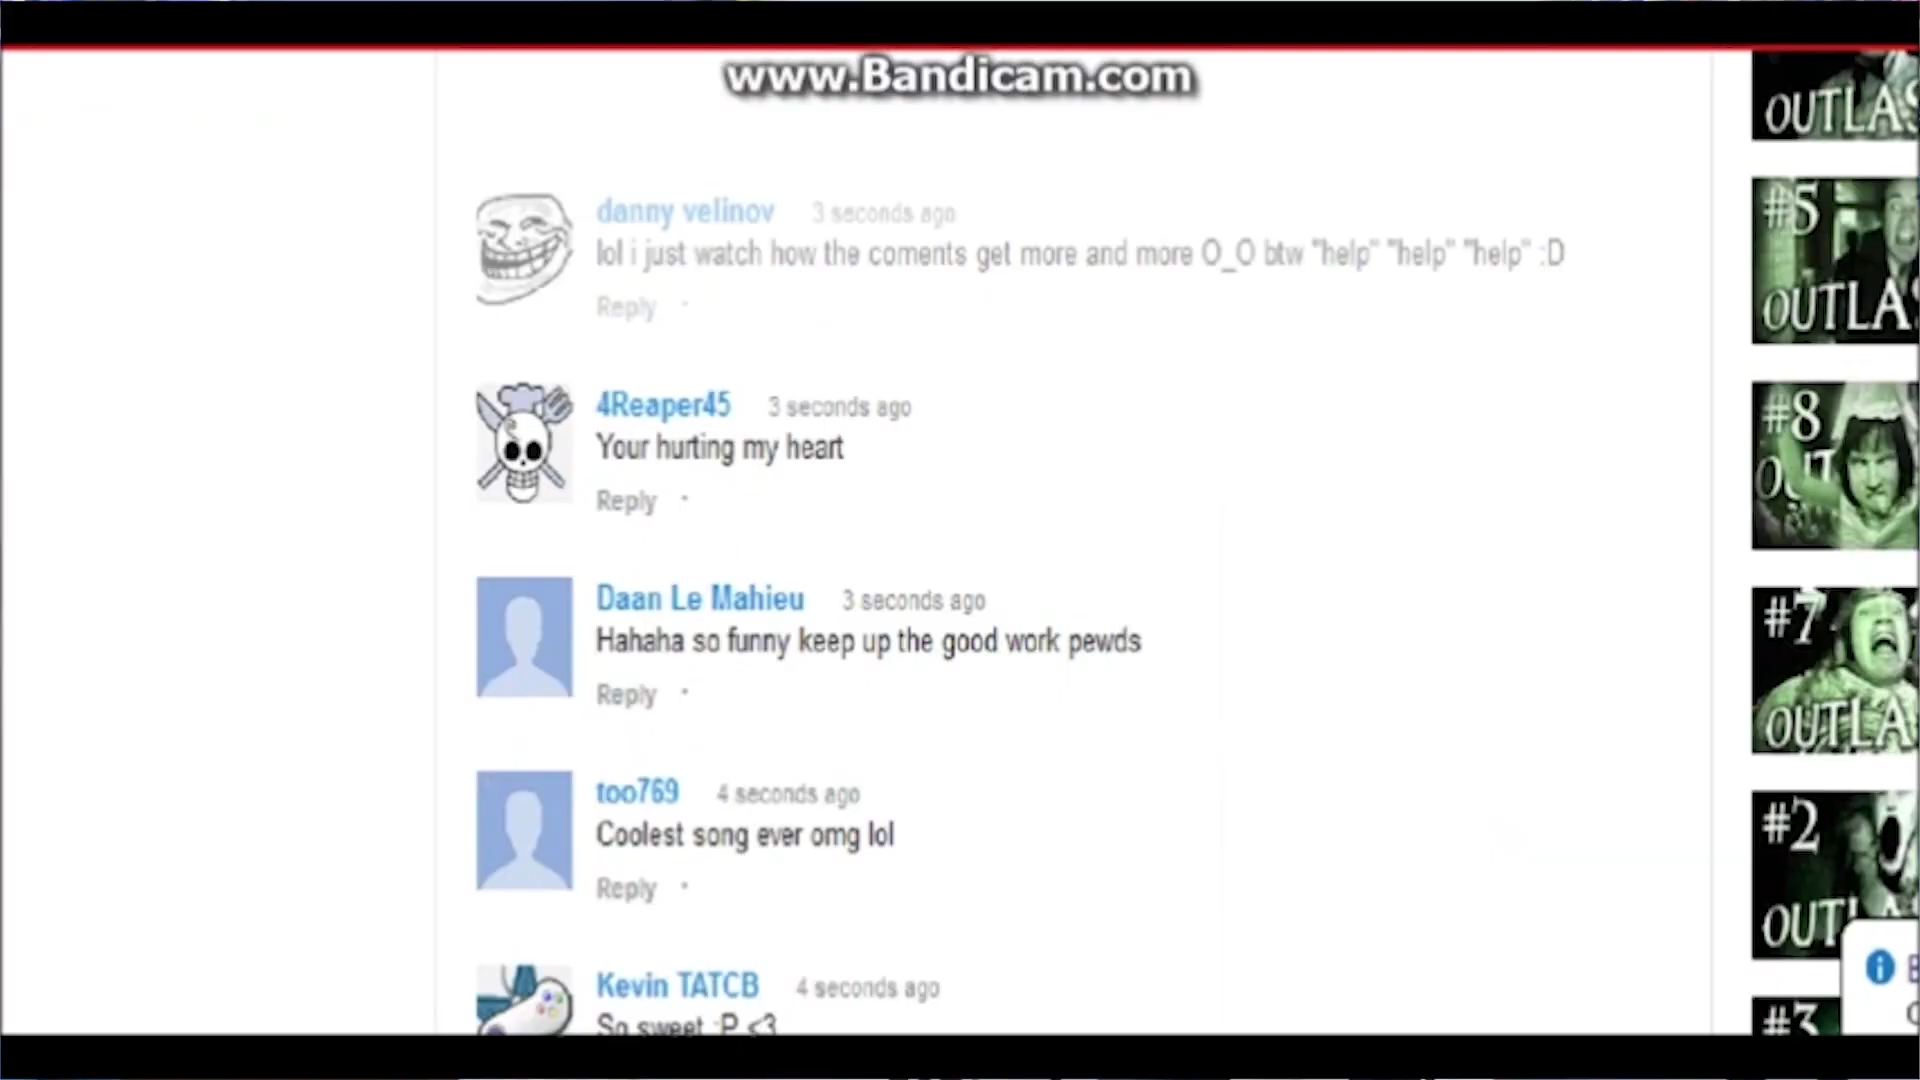 www.Bandicam.com
OUTLAS
danny velinov 3 seconds ago
lol i just watch how the coments get more and more O_O btw "help" "help" "help" :D
Reply ·
#5
OUTLAS
4Reaper45 3 seconds ago
Your hurting my heart
Reply ·
#8
OUT
Daan Le Mahieu 3 seconds ago
Hahaha so funny keep up the good work pewds
Reply ·
#7
OUTLA
too769 4 seconds ago
Coolest song ever omg lol
Reply ·
#2
OUTLA
Kevin TATCB 4 seconds ago
So sweet :P <3
#3